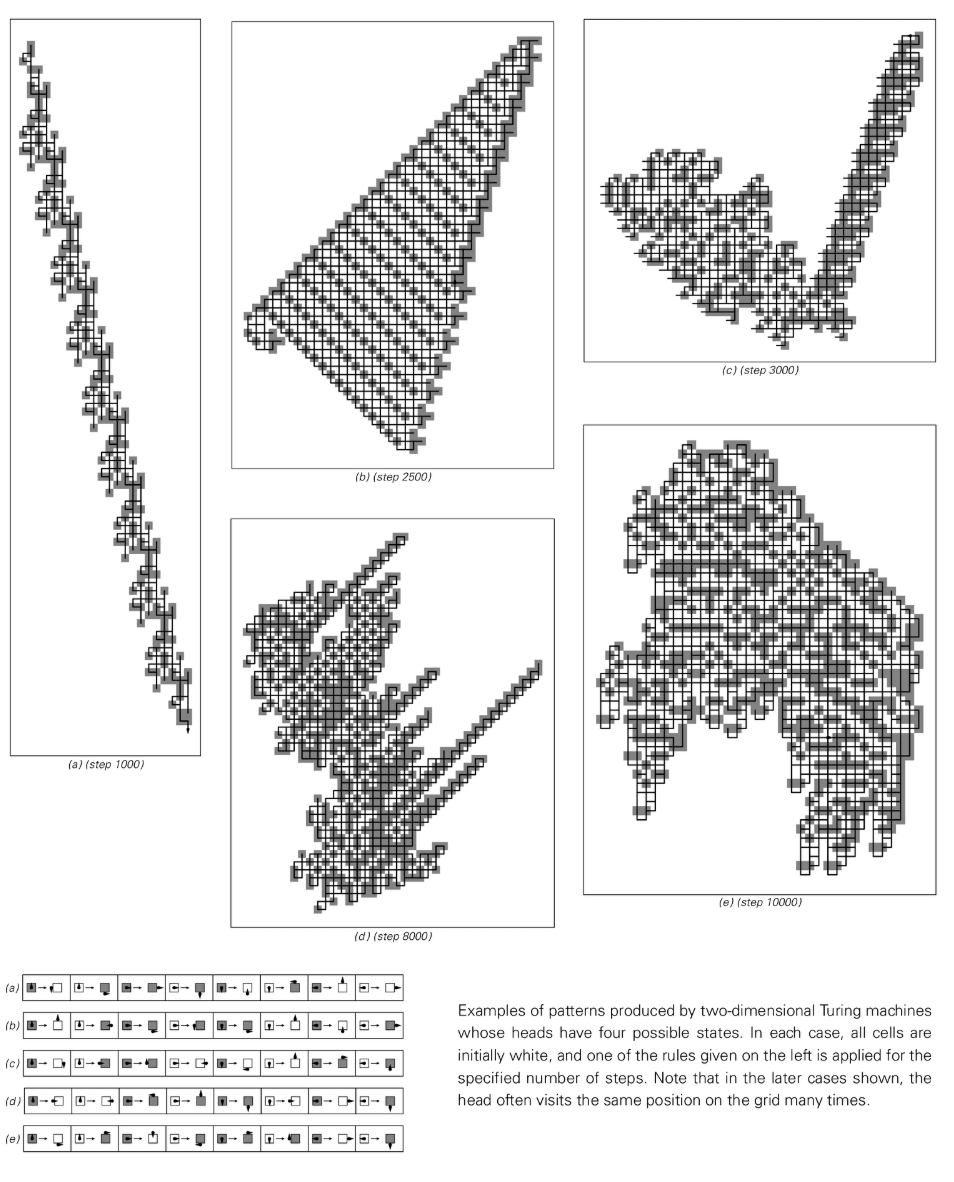 (a) (step 1000)
(b) (step 2500)
(c) (step 3000)
(d) (step 8000)
(e) (step 10000)
(a)
(b)
(c)
(d)
(e)
Examples of patterns produced by two-dimensional Turing machines
whose heads have four possible states. In each case, all cells are
initially white, and one of the rules given on the left is applied for the
specified number of steps. Note that in the later cases shown, the
head often visits the same position on the grid many times.